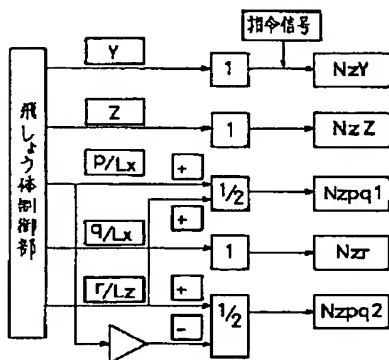 指令信号
Y
1
NzY
Z
1
NzZ
飛しょう体制御部
P/Lx
+
1/2
Nzpq1
+
q/Lx
1
Nzr
r/Lz
+
1/2
Nzpq2
-